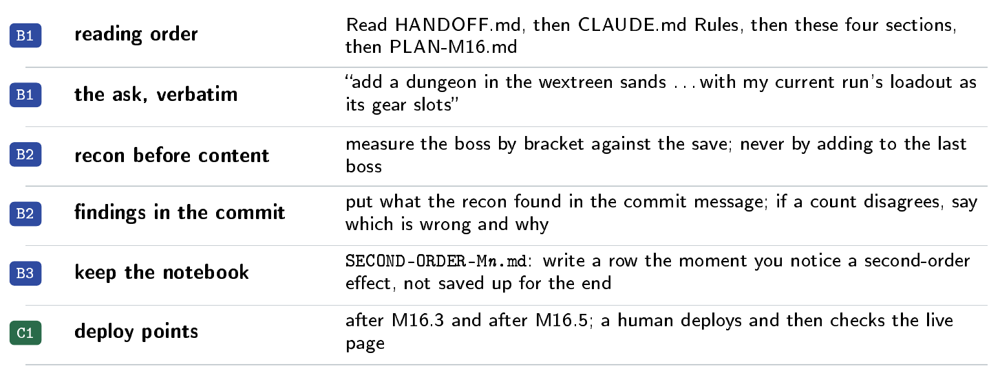 B1 reading order Read HANDOFF.md, then CLAUDE.md Rules, then these four sections,
then PLAN-M16.md
B1 the ask, verbatim “add a dungeon in the wextreen sands ...with my current run's loadout as
its gear slots”
B2 recon before content measure the boss by bracket against the save; never by adding to the last
boss
B2 findings in the commit put what the recon found in the commit message; if a count disagrees, say
which is wrong and why
B3 keep the notebook SECOND-ORDER-Mn.md: write a row the moment you notice a second-order
effect, not saved up for the end
C1 deploy points after M16.3 and after M16.5; a human deploys and then checks the live
page